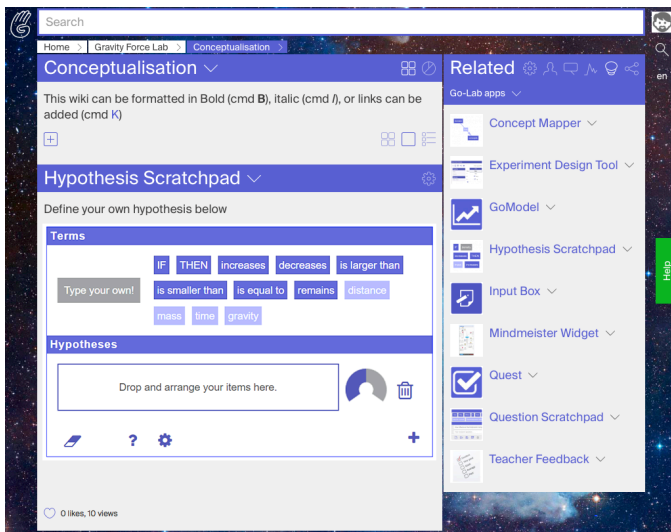 Search
Home > Gravity Force Lab > Conceptualisation >
Conceptualisation
This wiki can be formatted in Bold (cmd B), italic (cmd I), or links can be
added (cmd K)
Hypothesis Scratchpad
Define your own hypothesis below
Terms
Type your own!
IF THEN increases decreases is larger than
is smaller than is equal to remains distance
mass time gravity
Hypotheses
Drop and arrange your items here.
?
0 likes, 10 views
Related
Go-Lab apps
Concept Mapper
Experiment Design Tool
GoModel
Hypothesis Scratchpad
Input Box
Mindmeister Widget
Quest
Question Scratchpad
Teacher Feedback
en
Help